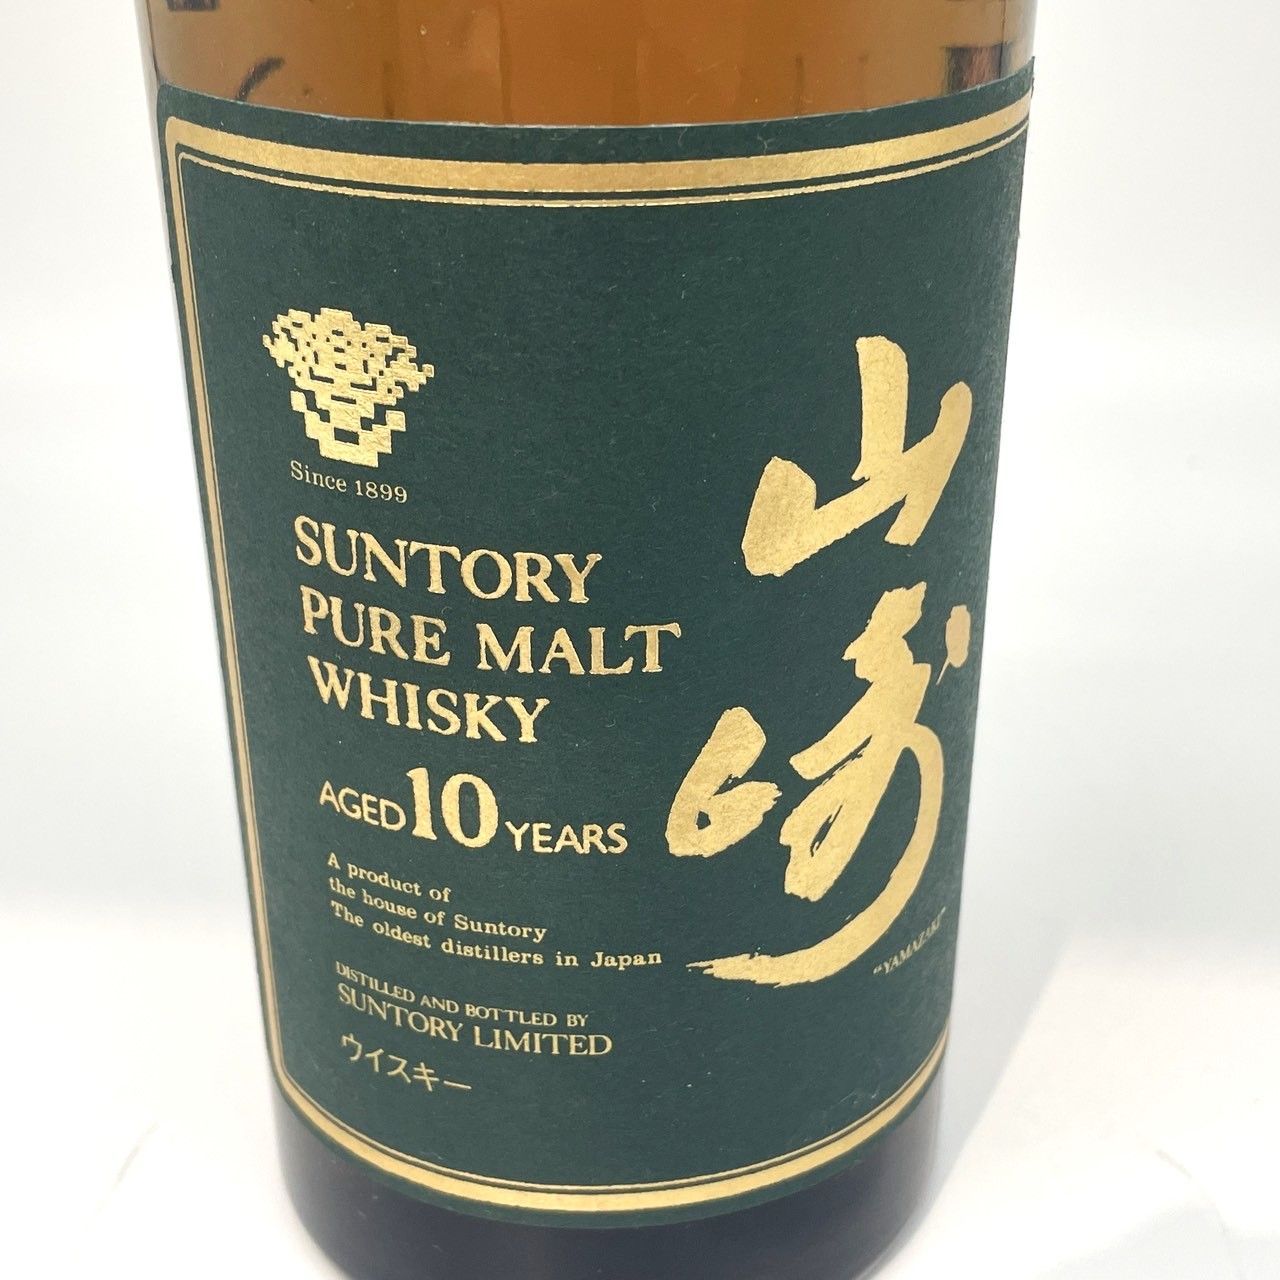 Since 1899
SUNTORY
PURE MALT
WHISKY
AGED 10 YEARS
A product of
the house of Suntory
The oldest distillers in Japan
DISTILLED AND BOTTLED BY
SUNTORY LIMITED
ウイスキー
山崎
"YAMAZAKI"